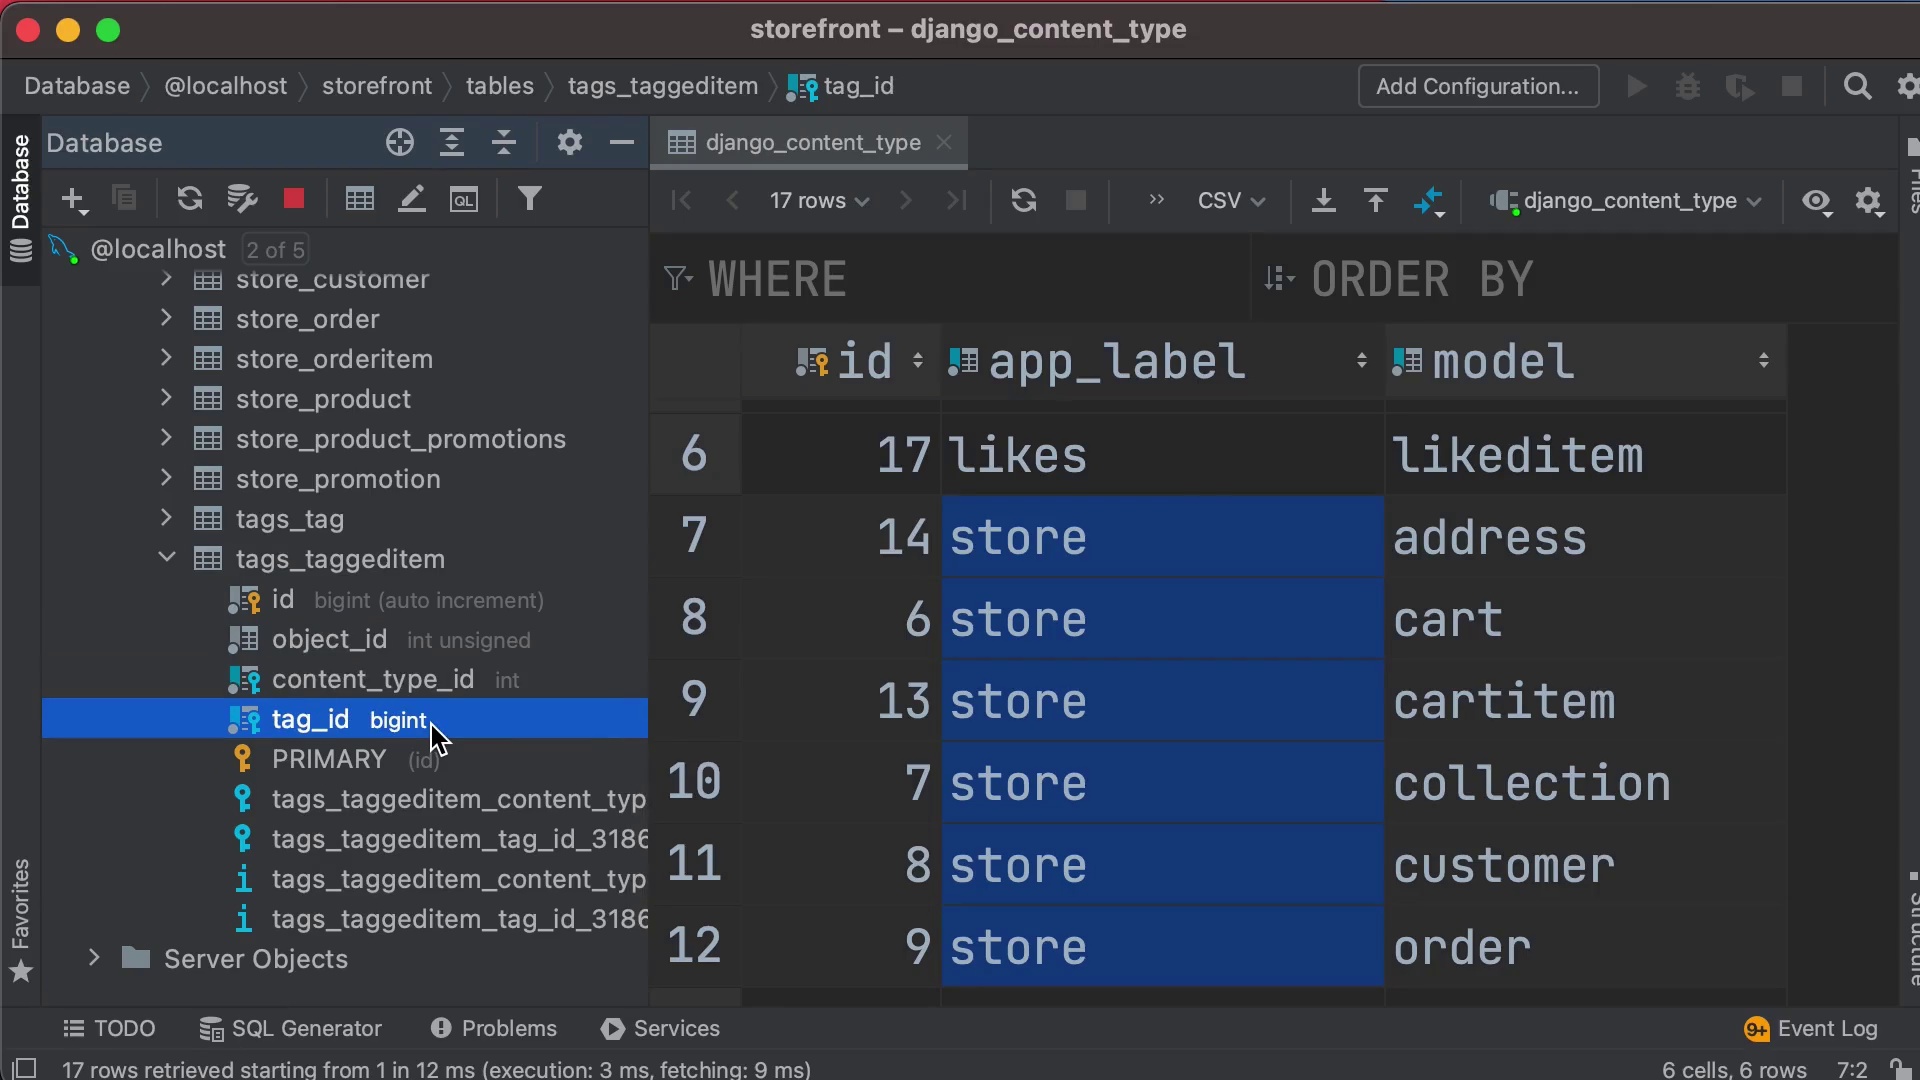 storefront – django_content_type
Database
@localhost
storefront
tables
tags_taggeditem
tag_id
Add Configuration...
Database
Database
django_content_type
17 rows
CSV
django_content_type
Files
@localhost 2 of 5
store_customer
store_order
store_orderitem
store_product
store_product_promotions
store_promotion
tags_tag
tags_taggeditem
id bigint (auto increment)
object_id int unsigned
content_type_id int
tag_id bigint
PRIMARY (id)
tags_taggeditem_content_typ
tags_taggeditem_tag_id_3186
tags_taggeditem_content_typ
tags_taggeditem_tag_id_3186
Server Objects
WHERE
ORDER BY
id app_label model
6 17 likes likeditem
7 14 store address
8 6 store cart
9 13 store cartitem
10 7 store collection
11 8 store customer
12 9 store order
Favorites
Structure
TODO
SQL Generator
Problems
Services
9+ Event Log
17 rows retrieved starting from 1 in 12 ms (execution: 3 ms, fetching: 9 ms)
6 cells, 6 rows
7:2